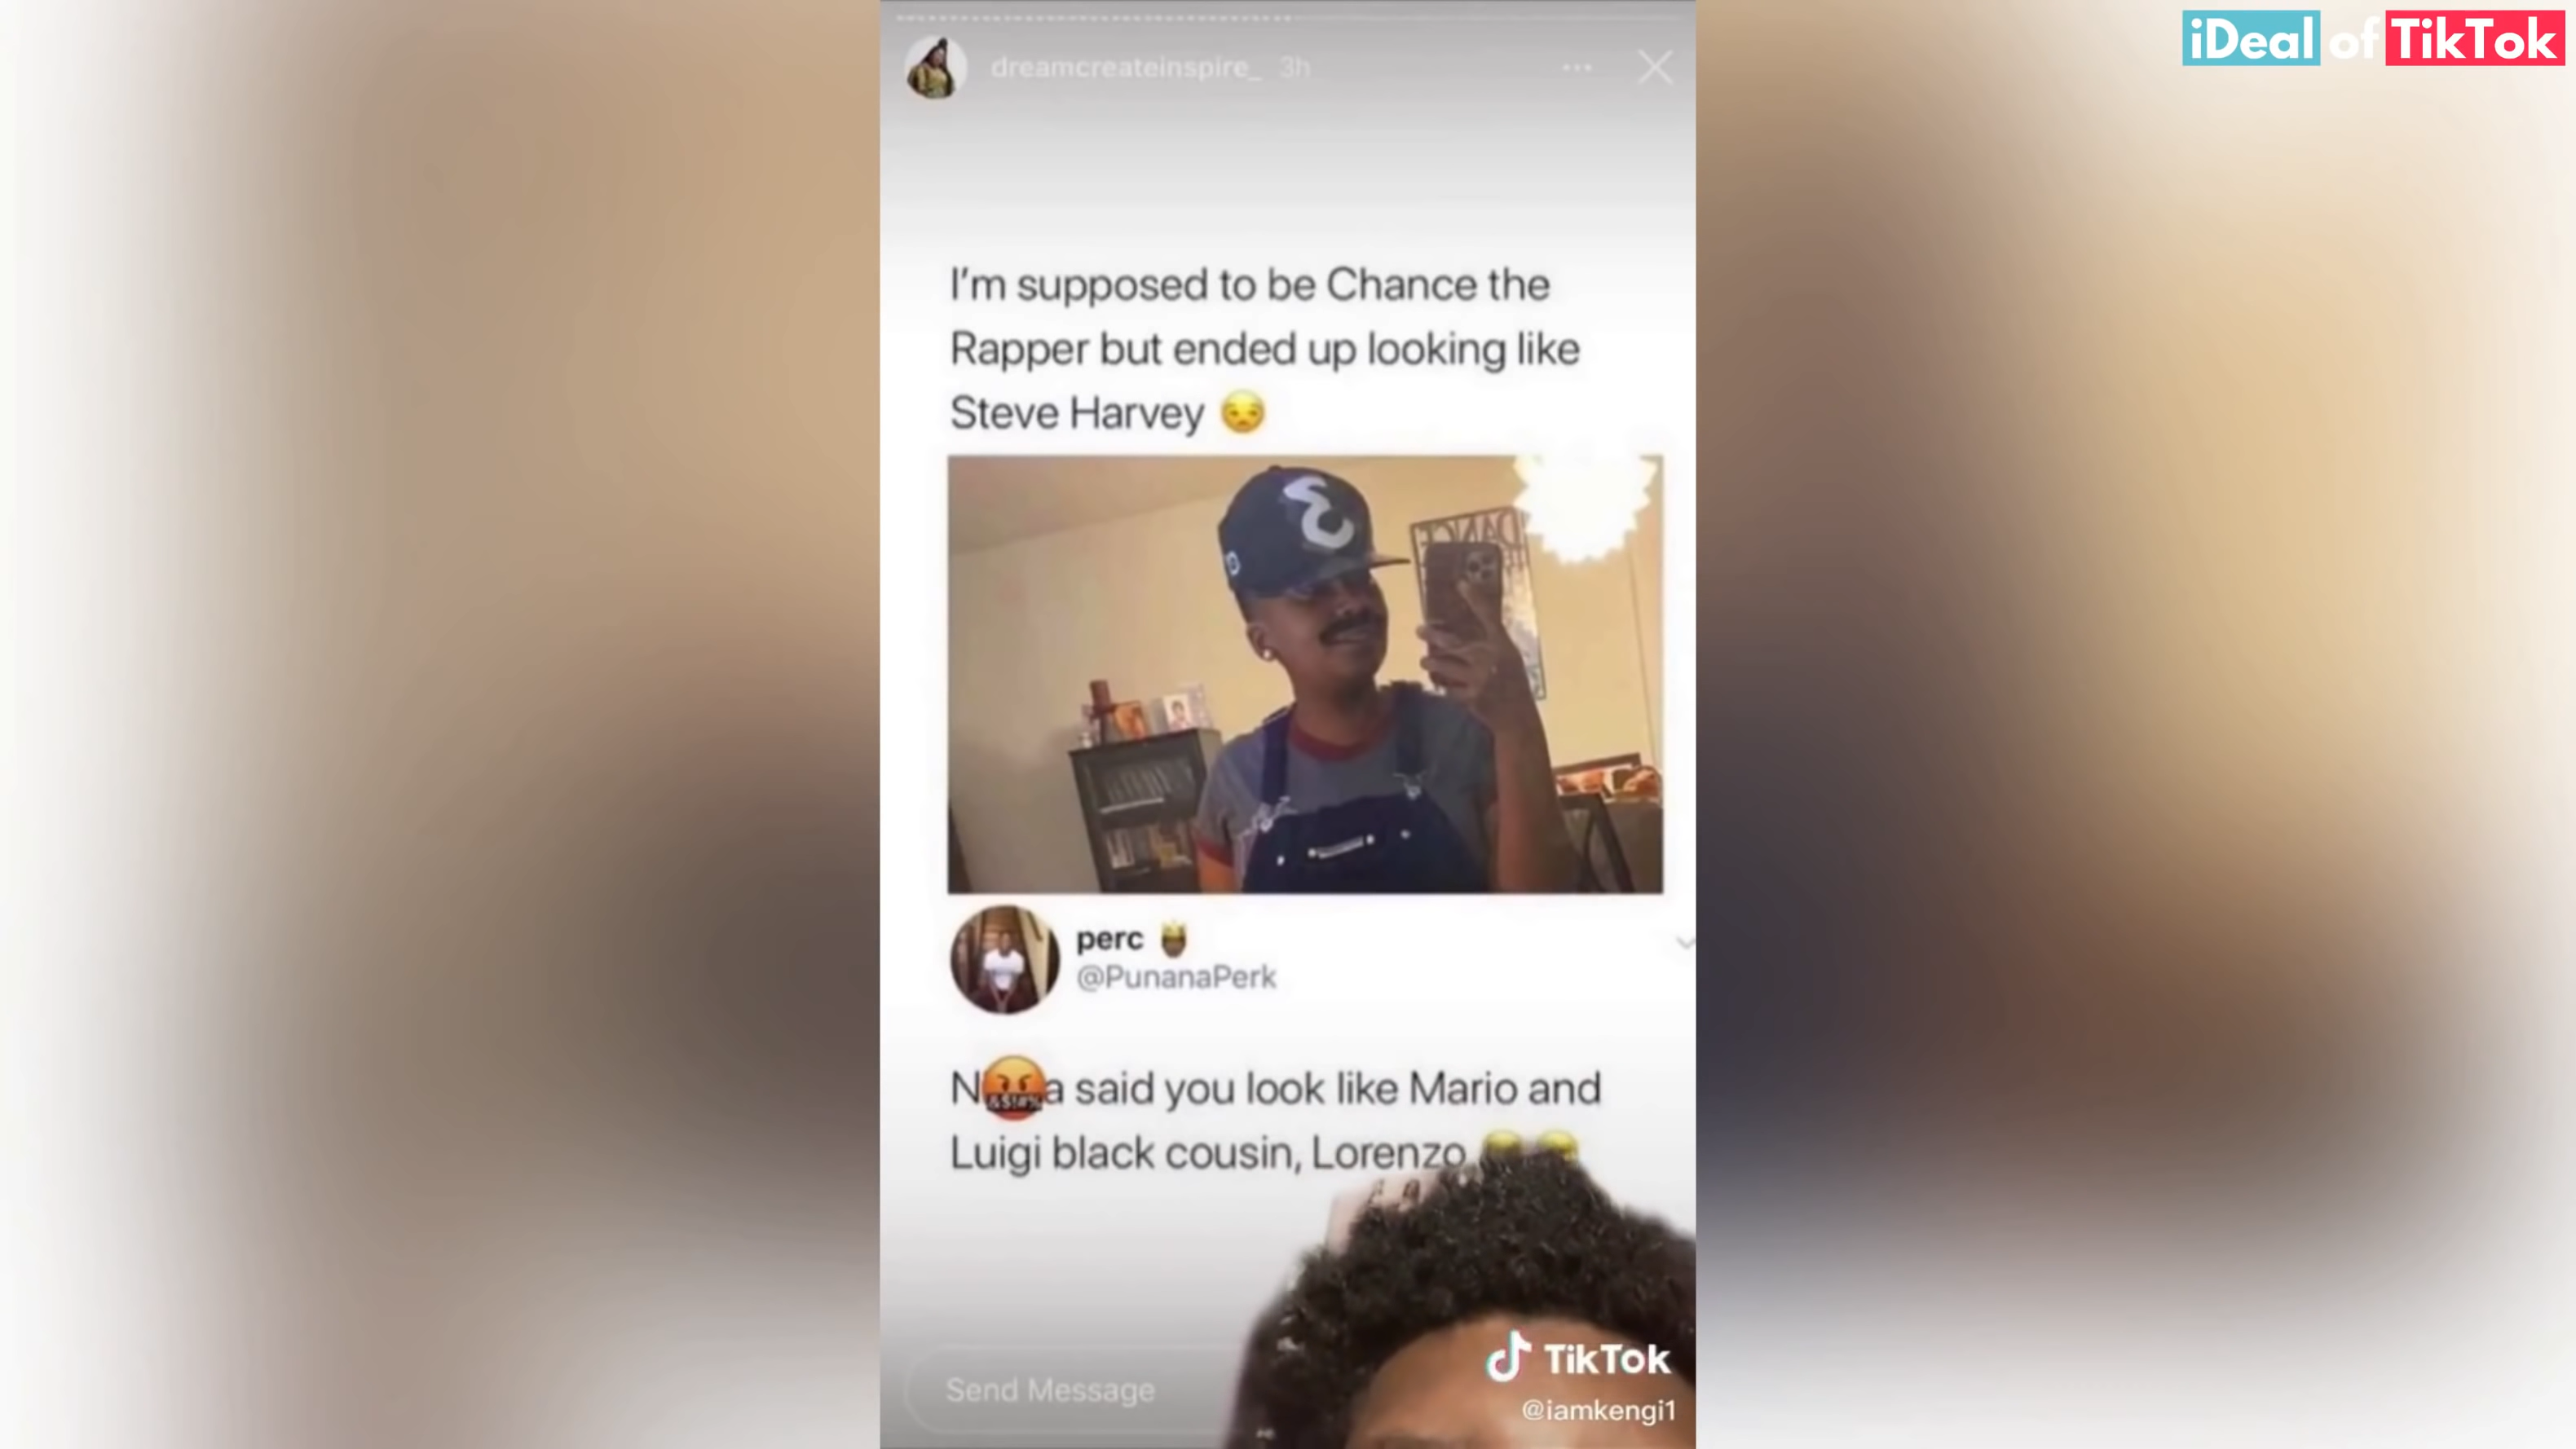 iDeal of TikTok
dreamcreateinspire_ 3h
I'm supposed to be Chance the
Rapper but ended up looking like
Steve Harvey 😒
3
DANCE
perc
@PunanaPerk
N🤬a said you look like Mario and
Luigi black cousin, Lorenzo
Send Message
TikTok
@iamkengi1